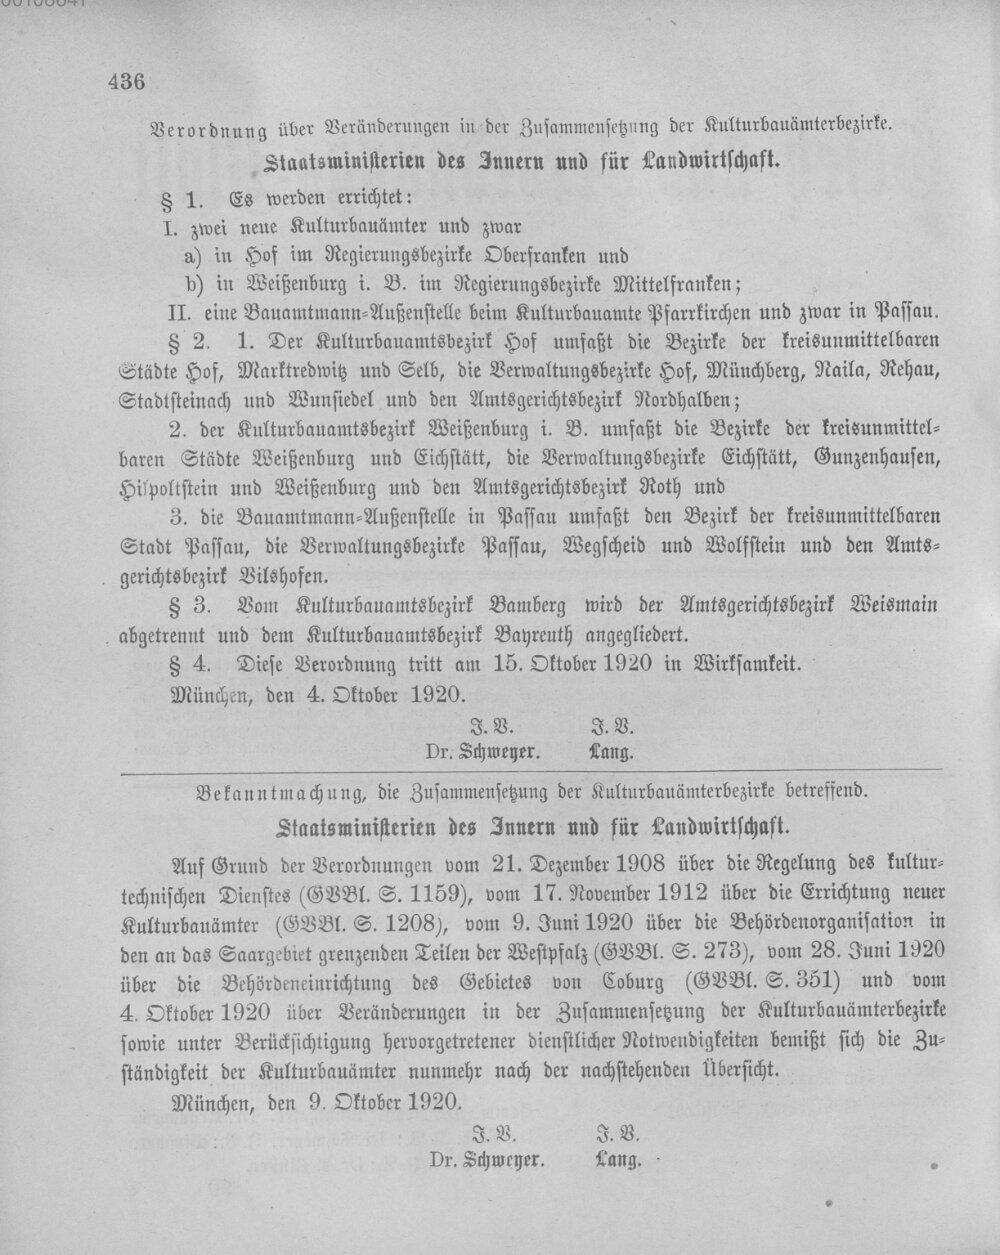 436
Verordnung über Veränderungen in der Zusammensetzung der Kulturbauämterbezirke.
Staatsministerien des Innern und für Landwirtschaft.
§ 1. Es werden errichtet:
I. zwei neue Kulturbauämter und zwar
a) in Hof im Regierungsbezirke Oberfranken und
b) in Weißenburg i. B. im Regierungsbezirke Mittelfranken;
II. eine Bauamtmann-Außenstelle beim Kulturbauamte Pfarrkirchen und zwar in Passau.
§ 2. 1. Der Kulturbauamtsbezirk Hof umfaßt die Bezirke der kreisunmittelbaren
Städte Hof, Marktredwitz und Selb, die Verwaltungsbezirke Hof, Münchberg, Naila, Rehau,
Stadtsteinach und Wunsiedel und den Amtsgerichtsbezirk Nordhalben;
2. der Kulturbauamtsbezirk Weißenburg i. B. umfaßt die Bezirke der kreisunmittel-
baren Städte Weißenburg und Eichstätt, die Verwaltungsbezirke Eichstätt, Gunzenhausen,
Hilpoltstein und Weißenburg und den Amtsgerichtsbezirk Roth und
3. die Bauamtmann-Außenstelle in Passau umfaßt den Bezirk der kreisunmittelbaren
Stadt Passau, die Verwaltungsbezirke Passau, Wegscheid und Wolfstein und den Amts-
gerichtsbezirk Vilshofen.
§ 3. Vom Kulturbauamtsbezirk Bamberg wird der Amtsgerichtsbezirk Weismain
abgetrennt und dem Kulturbauamtsbezirk Bayreuth angegliedert.
§ 4. Diese Verordnung tritt am 15. Oktober 1920 in Wirksamkeit.
München, den 4. Oktober 1920.
J. V. J. V.
Dr. Schweyer. Lang.
Bekanntmachung, die Zusammensetzung der Kulturbauämterbezirke betreffend.
Staatsministerien des Innern und für Landwirtschaft.
Auf Grund der Verordnungen vom 21. Dezember 1908 über die Regelung des kultur-
technischen Dienstes (GVBl. S. 1159), vom 17. November 1912 über die Errichtung neuer
Kulturbauämter (GVBl. S. 1208), vom 9. Juni 1920 über die Behördenorganisation in
den an das Saargebiet grenzenden Teilen der Westpfalz (GVBl. S. 273), vom 28. Juni 1920
über die Behördeneinrichtung des Gebietes von Coburg (GVBl. S. 351) und vom
4. Oktober 1920 über Veränderungen in der Zusammensetzung der Kulturbauämterbezirke
sowie unter Berücksichtigung hervorgetretener dienstlicher Notwendigkeiten bemißt sich die Zu-
ständigkeit der Kulturbauämter nunmehr nach der nachstehenden Übersicht.
München, den 9. Oktober 1920.
J. V. J. V.
Dr. Schweyer. Lang.